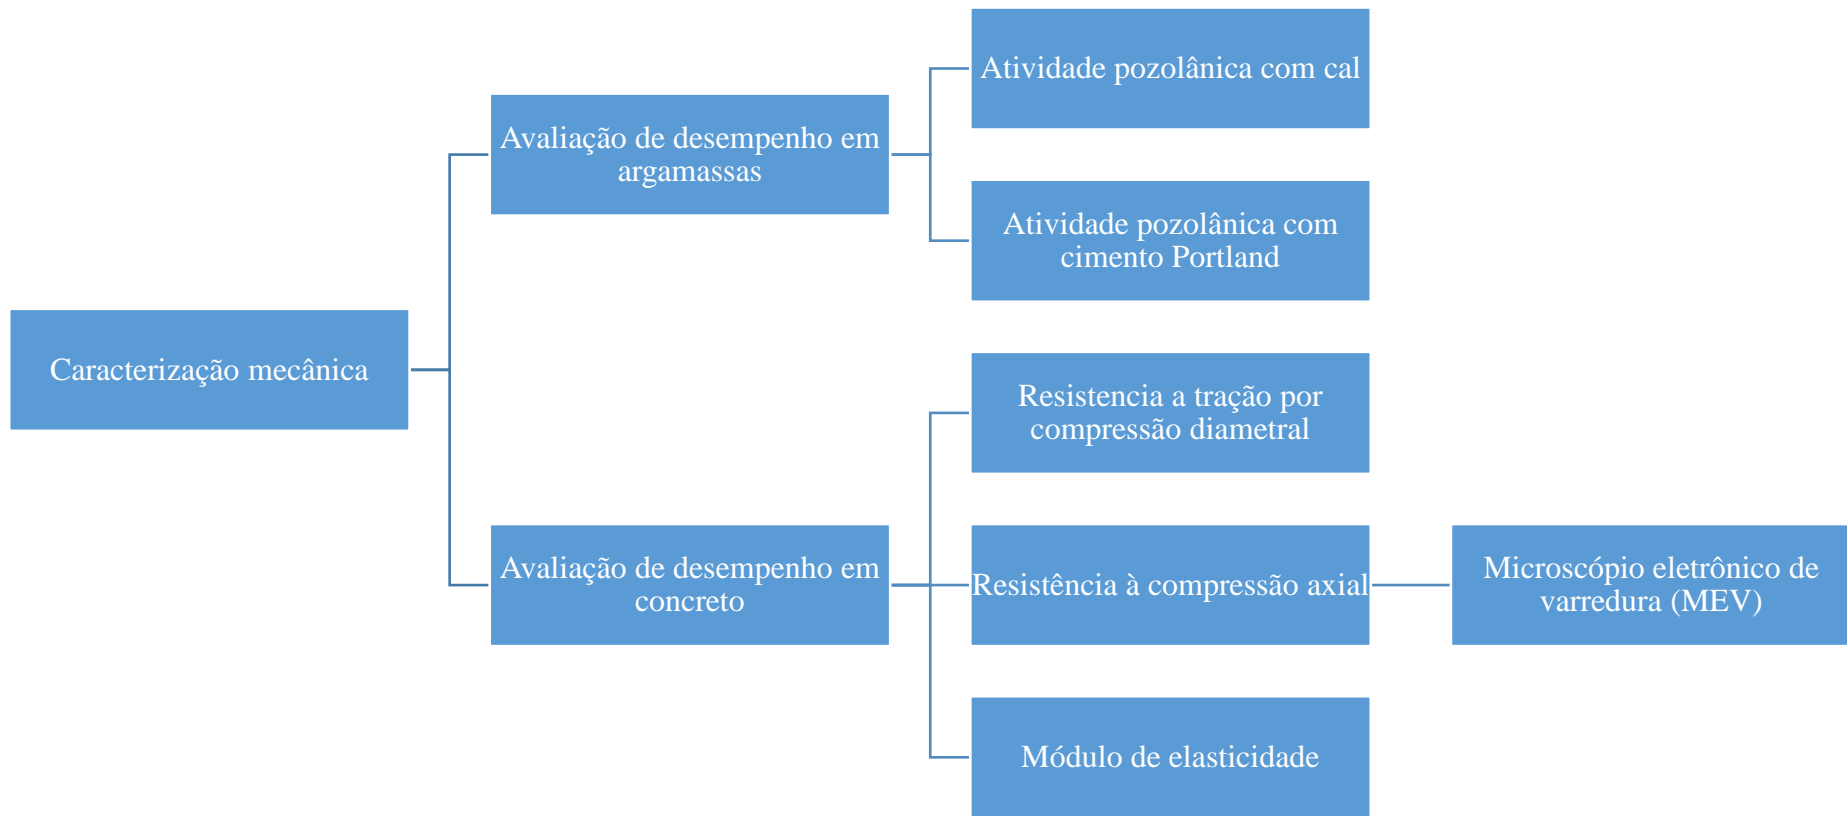 Atividade pozolânica com cal
Avaliação de desempenho em
argamassas
Atividade pozolânica com
cimento Portland
Caracterização mecânica
Resistencia a tração por
compressão diametral
Avaliação de desempenho em
concreto
Resistência à compressão axial
Microscópio eletrônico de
varredura (MEV)
Módulo de elasticidade